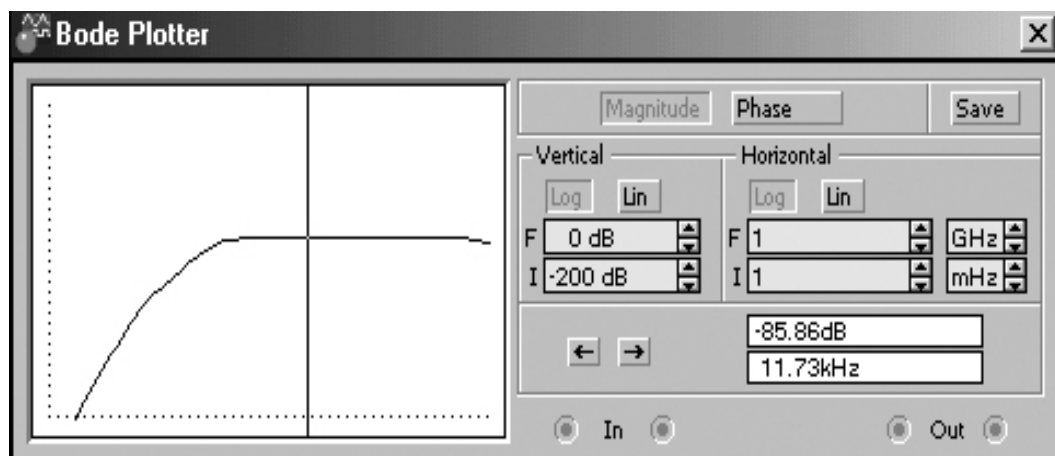 Bode Plotter
Magnitude Phase Save
Vertical Horizontal
Log Lin Log Lin
F 0 dB F 1 GHz
I -200 dB I 1 mHz
← → -85.86dB
11.73kHz
In Out